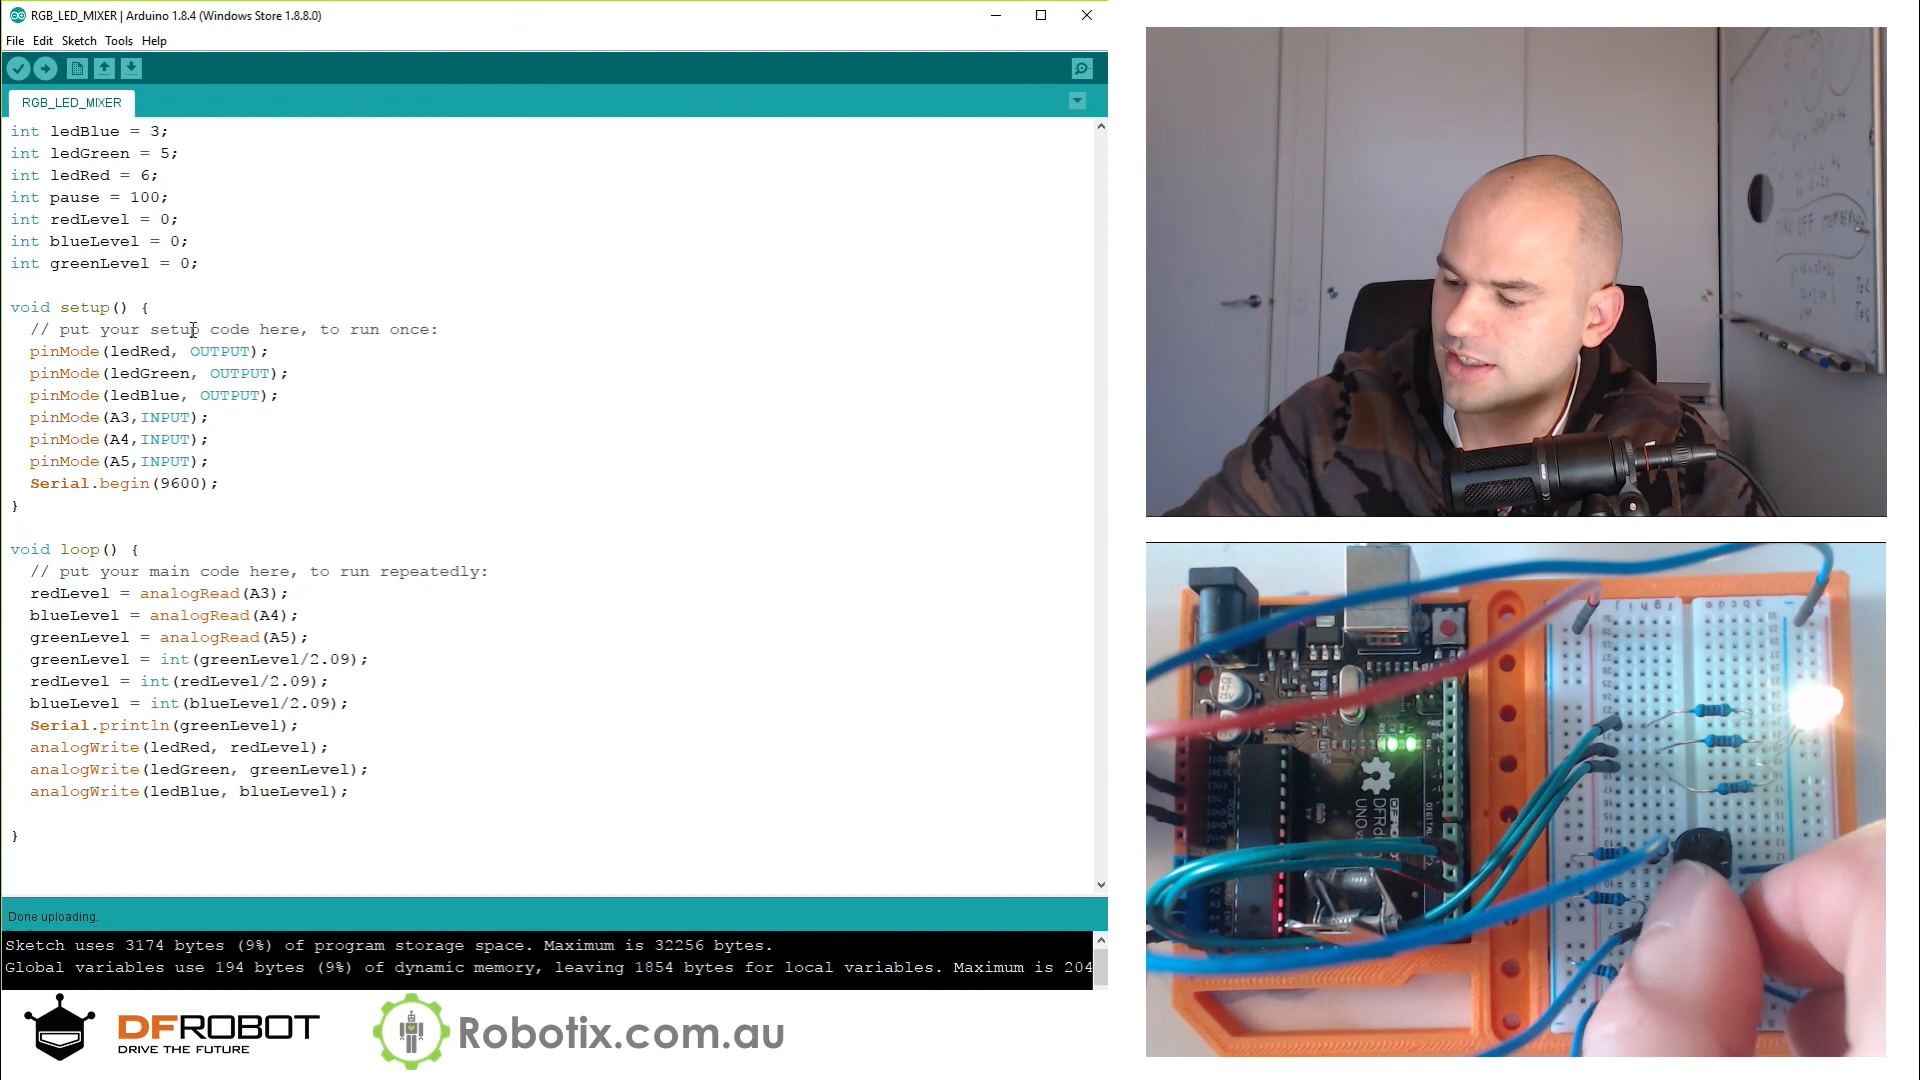 RGB_LED_MIXER | Arduino 1.8.4 (Windows Store 1.8.8.0)
File Edit Sketch Tools Help
RGB_LED_MIXER
int ledBlue = 3;
int ledGreen = 5;
int ledRed = 6;
int pause = 100;
int redLevel = 0;
int blueLevel = 0;
int greenLevel = 0;
void setup() {
// put your setup code here, to run once:
pinMode(ledRed, OUTPUT);
pinMode(ledGreen, OUTPUT);
pinMode(ledBlue, OUTPUT);
pinMode(A3,INPUT);
pinMode(A4,INPUT);
pinMode(A5,INPUT);
Serial.begin(9600);
}
void loop() {
// put your main code here, to run repeatedly:
redLevel = analogRead(A3);
blueLevel = analogRead(A4);
greenLevel = analogRead(A5);
greenLevel = int(greenLevel/2.09);
redLevel = int(redLevel/2.09);
blueLevel = int(blueLevel/2.09);
Serial.println(greenLevel);
analogWrite(ledRed, redLevel);
analogWrite(ledGreen, greenLevel);
analogWrite(ledBlue, blueLevel);
}
Done uploading.
Sketch uses 3174 bytes (9%) of program storage space. Maximum is 32256 bytes.
Global variables use 194 bytes (9%) of dynamic memory, leaving 1854 bytes for local variables. Maximum is 204
DFROBOT
DRIVE THE FUTURE
Robotix.com.au